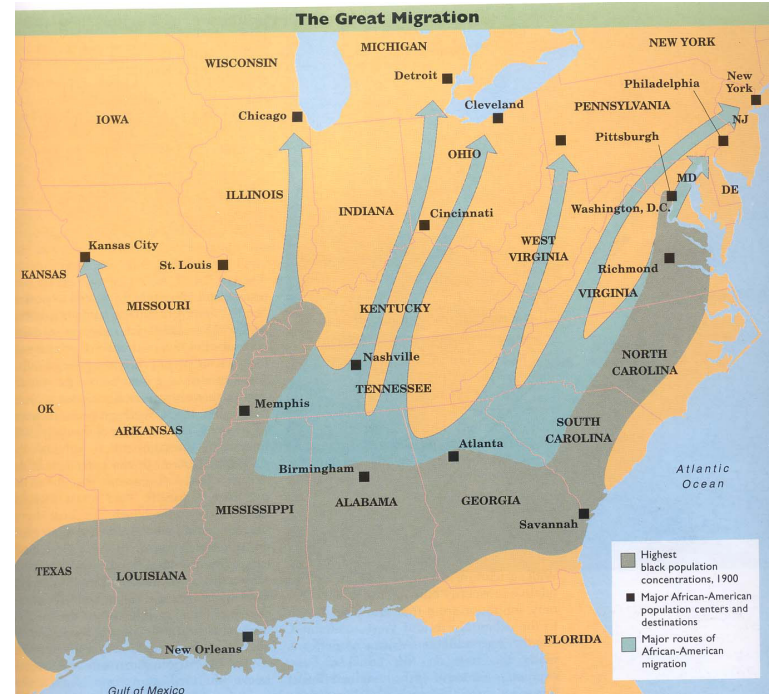 The Great Migration
NEW YORK
MICHIGAN
WISCONSIN
Detroit
Philadelphia
New
York
Cleveland
PENNSYLVANIA
IOWA
Chicago
NJ
Pittsburgh
OHIO
MD
DE
ILLINOIS
INDIANA
Cincinnati
Washington, D.C.
Kansas City
WEST
VIRGINIA
St. Louis
Richmond
KANSAS
MISSOURI
VIRGINIA
KENTUCKY
Nashville
NORTH
CAROLINA
TENNESSEE
OK
Memphis
ARKANSAS
SOUTH
CAROLINA
Atlanta
Birmingham
Atlantic
Ocean
MISSISSIPPI
ALABAMA
GEORGIA
Savannah
TEXAS
LOUISIANA
Highest
black population
concentrations, 1900
Major African-American
population centers and
destinations
Major routes of
African-American
migration
FLORIDA
New Orleans
Gulf of Mexico